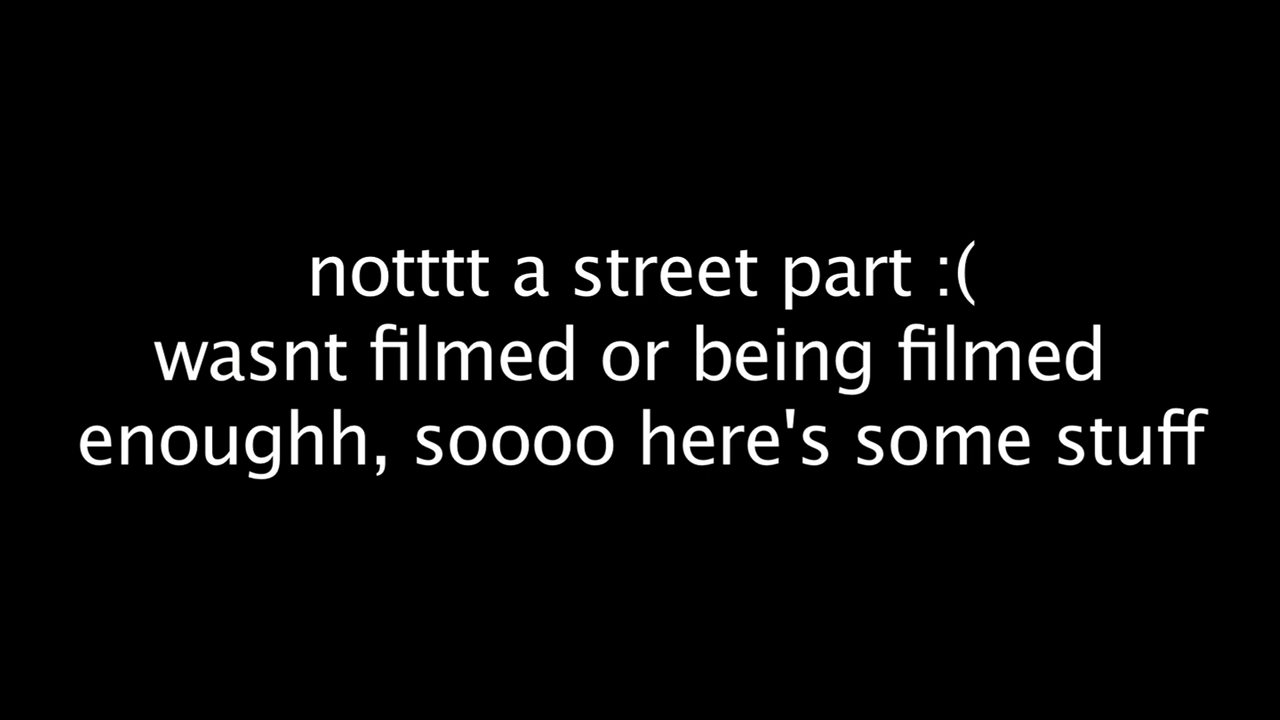 notttt a street part :(
wasnt filmed or being filmed
enoughh, soooo here's some stuff